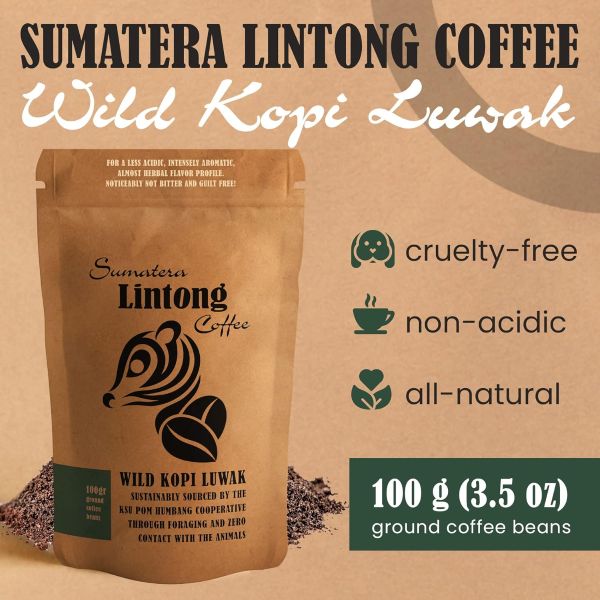 SUMATERA LINTONG COFFEE
Wild Kopi Luwak
FOR A LESS ACIDIC, INTENSELY AROMATIC,
ALMOST HERBAL FLAVOR PROFILE.
NOTICEABLY NOT BITTER AND GUILT FREE!
Sumatera
Lintong
Coffee
100gr
ground
coffee
beans
WILD KOPI LUWAK
SUSTAINABLY SOURCED BY THE
KSU POM HUMBANG COOPERATIVE
THROUGH FORAGING AND ZERO
CONTACT WITH THE ANIMALS
cruelty-free
non-acidic
all-natural
100 g (3.5 oz)
ground coffee beans